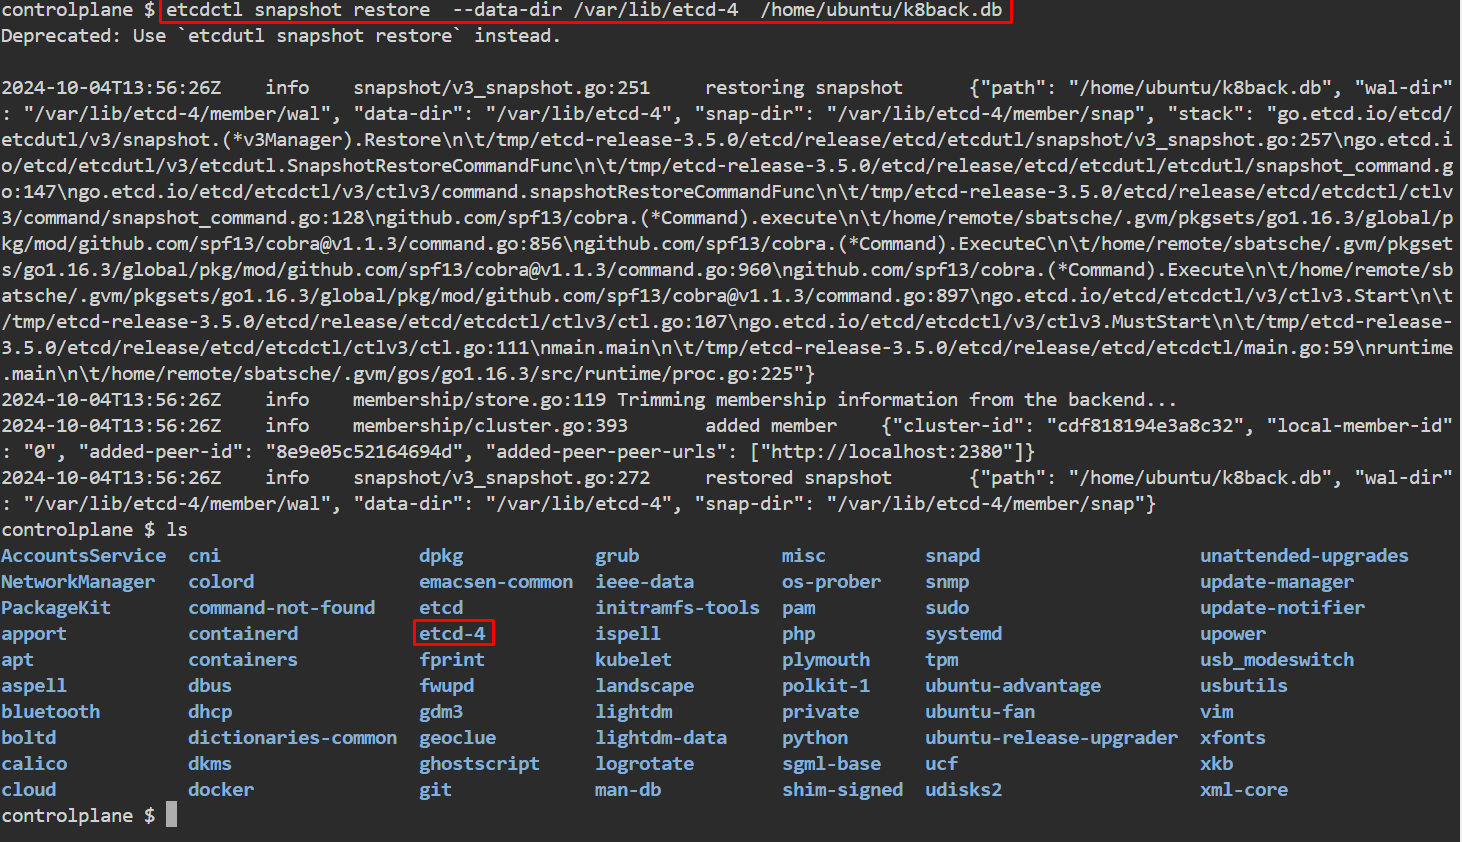 controlplane $ etcdctl snapshot restore  --data-dir /var/lib/etcd-4  /home/ubuntu/k8back.db
Deprecated: Use `etcdutl snapshot restore` instead.
2024-10-04T13:56:26Z    info    snapshot/v3_snapshot.go:251     restoring snapshot      {"path": "/home/ubuntu/k8back.db", "wal-dir"
: "/var/lib/etcd-4/member/wal", "data-dir": "/var/lib/etcd-4", "snap-dir": "/var/lib/etcd-4/member/snap", "stack": "go.etcd.io/etcd/
etcdutl/v3/snapshot.(*v3Manager).Restore\n\t/tmp/etcd-release-3.5.0/etcd/release/etcd/etcdutl/snapshot/v3_snapshot.go:257\ngo.etcd.i
o/etcd/etcdutl/v3/etcdutl.SnapshotRestoreCommandFunc\n\t/tmp/etcd-release-3.5.0/etcd/release/etcd/etcdutl/etcdutl/snapshot_command.g
o:147\ngo.etcd.io/etcd/etcdctl/v3/ctlv3/command.snapshotRestoreCommandFunc\n\t/tmp/etcd-release-3.5.0/etcd/release/etcd/etcdctl/ctlv
3/command/snapshot_command.go:128\ngithub.com/spf13/cobra.(*Command).execute\n\t/home/remote/sbatsche/.gvm/pkgsets/go1.16.3/global/p
kg/mod/github.com/spf13/cobra@v1.1.3/command.go:856\ngithub.com/spf13/cobra.(*Command).ExecuteC\n\t/home/remote/sbatsche/.gvm/pkgset
s/go1.16.3/global/pkg/mod/github.com/spf13/cobra@v1.1.3/command.go:960\ngithub.com/spf13/cobra.(*Command).Execute\n\t/home/remote/sb
atsche/.gvm/pkgsets/go1.16.3/global/pkg/mod/github.com/spf13/cobra@v1.1.3/command.go:897\ngo.etcd.io/etcd/etcdctl/v3/ctlv3.Start\n\t
/tmp/etcd-release-3.5.0/etcd/release/etcd/etcdctl/ctlv3/ctl.go:107\ngo.etcd.io/etcd/etcdctl/v3/ctlv3.MustStart\n\t/tmp/etcd-release-
3.5.0/etcd/release/etcd/etcdctl/ctlv3/ctl.go:111\nmain.main\n\t/tmp/etcd-release-3.5.0/etcd/release/etcd/etcdctl/main.go:59\nruntime
.main\n\t/home/remote/sbatsche/.gvm/gos/go1.16.3/src/runtime/proc.go:225"}
2024-10-04T13:56:26Z    info    membership/store.go:119 Trimming membership information from the backend...
2024-10-04T13:56:26Z    info    membership/cluster.go:393       added member    {"cluster-id": "cdf818194e3a8c32", "local-member-id"
: "0", "added-peer-id": "8e9e05c52164694d", "added-peer-peer-urls": ["http://localhost:2380"]}
2024-10-04T13:56:26Z    info    snapshot/v3_snapshot.go:272     restored snapshot       {"path": "/home/ubuntu/k8back.db", "wal-dir"
: "/var/lib/etcd-4/member/wal", "data-dir": "/var/lib/etcd-4", "snap-dir": "/var/lib/etcd-4/member/snap"}
controlplane $ ls
AccountsService  cni                  dpkg            grub             misc         snapd                    unattended-upgrades
NetworkManager   colord               emacsen-common  ieee-data        os-prober    snmp                     update-manager
PackageKit       command-not-found    etcd            initramfs-tools  pam          sudo                     update-notifier
apport           containerd           etcd-4          ispell           php          systemd                  upower
apt              containers           fprint          kubelet          plymouth     tpm                      usb_modeswitch
aspell           dbus                 fwupd           landscape        polkit-1     ubuntu-advantage         usbutils
bluetooth        dhcp                 gdm3            lightdm          private      ubuntu-fan               vim
boltd            dictionaries-common  geoclue         lightdm-data     python       ubuntu-release-upgrader  xfonts
calico           dkms                 ghostscript     logrotate        sgml-base    ucf                      xkb
cloud            docker               git             man-db           shim-signed  udisks2                  xml-core
controlplane $